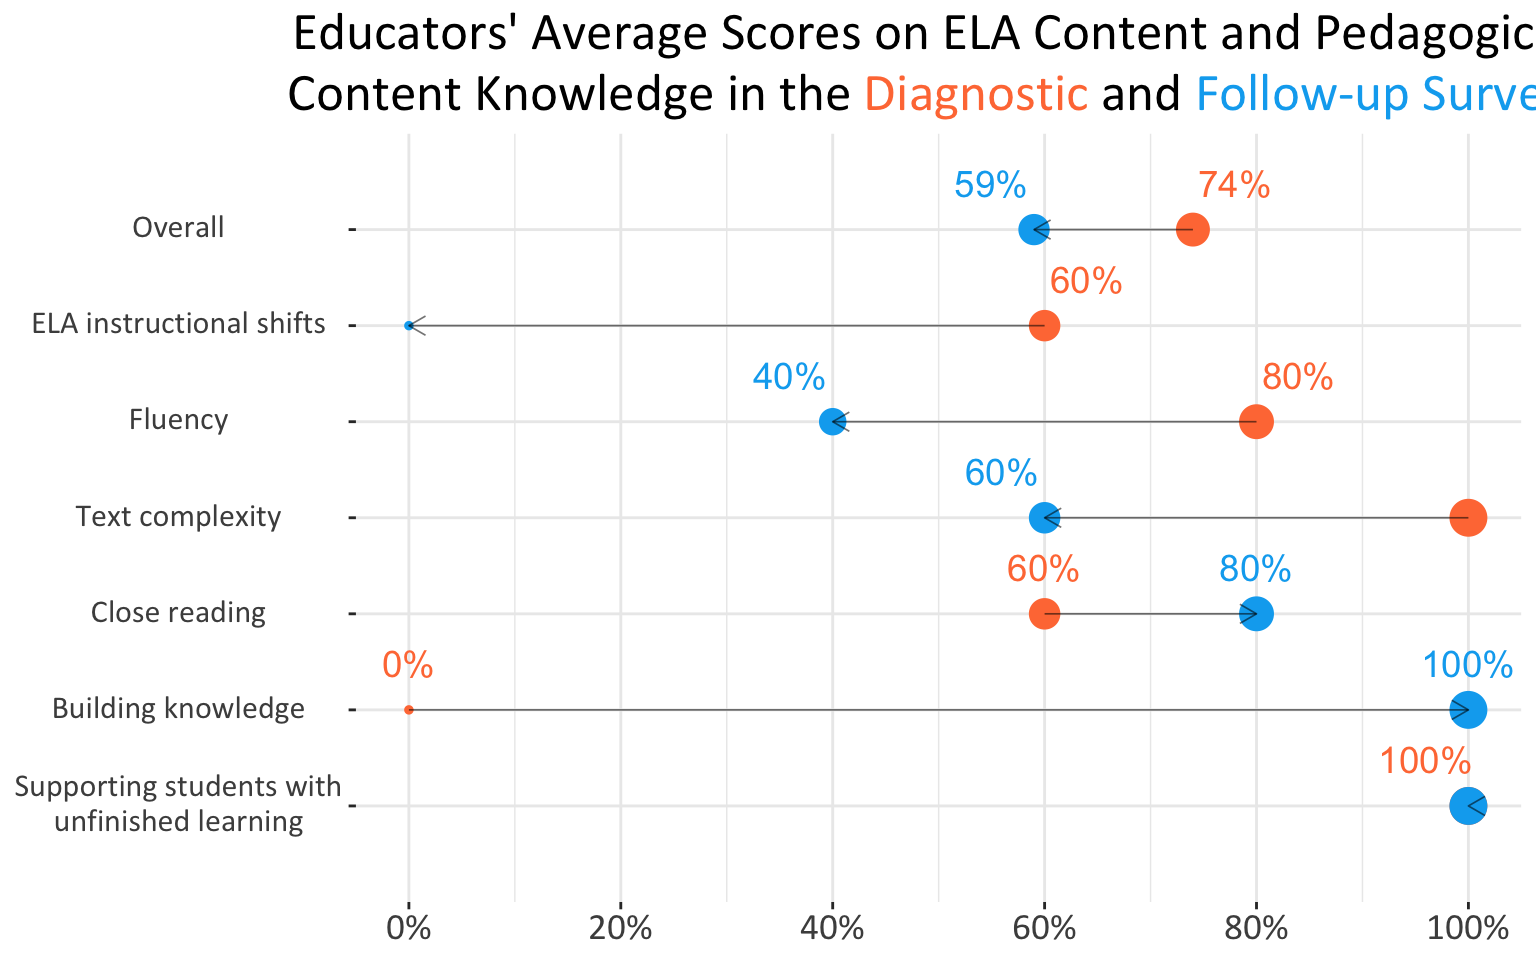 Educators' Average Scores on ELA Content and Pedagogic
Content Knowledge in the Diagnostic and Follow-up Surve
59% 74%
Overall
60%
ELA instructional shifts
40% 80%
Fluency
60%
Text complexity
60% 80%
Close reading
0% 100%
Building knowledge
100%
Supporting students with
unfinished learning
0% 20% 40% 60% 80% 100%